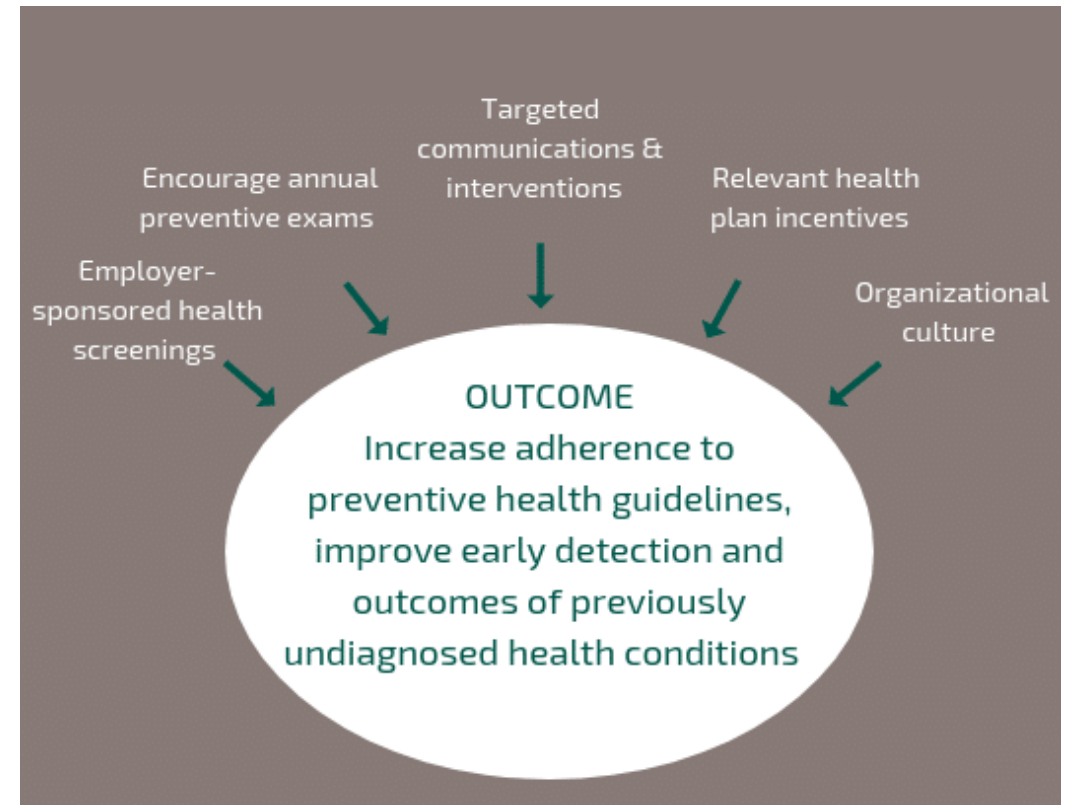 Targeted
communications &
interventions
Encourage annual
preventive exams
Relevant health
plan incentives
Employer-
sponsored health
screenings
Organizational
culture
OUTCOME
Increase adherence to
preventive health guidelines,
improve early detection and
outcomes of previously
undiagnosed health conditions